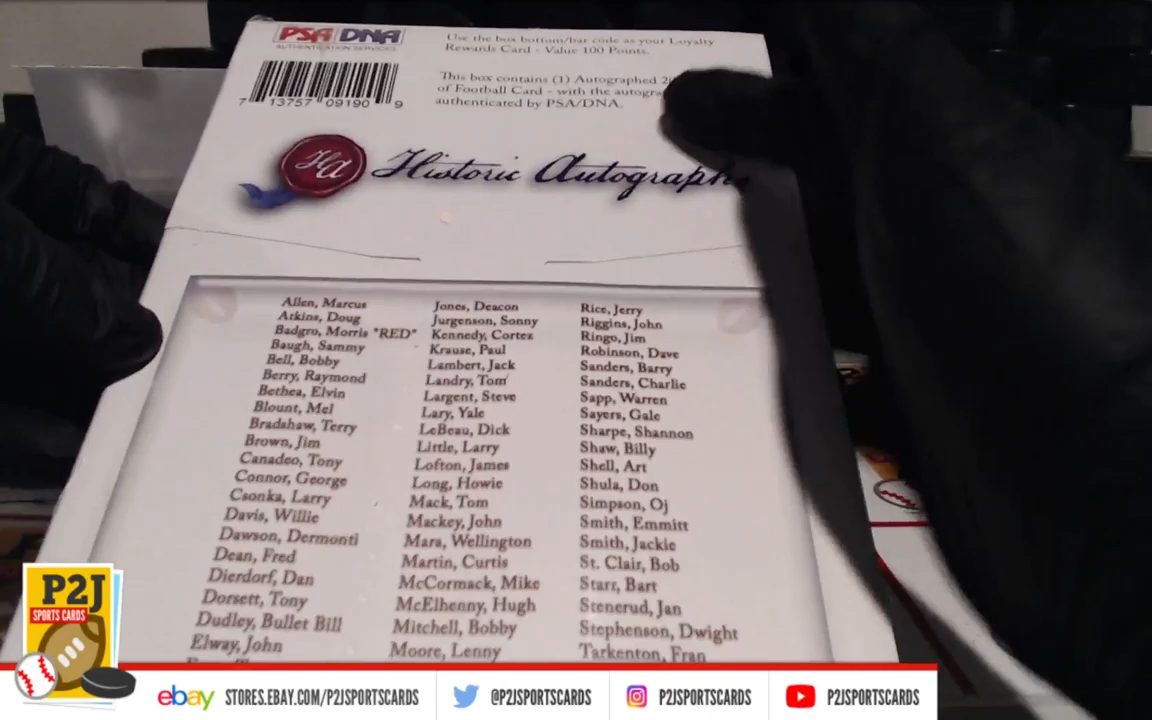 PSA DNA
AUTHENTICATION SERVICES
7 13757 09190 9
Use the box bottom/bar code as your Loyalty
Rewards Card - Value 100 Points.
This box contains (1) Autographed
of Football Card - with the
authenticated by PSA/DNA.
HA
Historic Autographs
Allen, Marcus
Atkins, Doug
Badgro, Morris "RED"
Baugh, Sammy
Bell, Bobby
Berry, Raymond
Bethea, Elvin
Blount, Mel
Bradshaw, Terry
Brown, Jim
Canadeo, Tony
Connor, George
Csonka, Larry
Davis, Willie
Dawson, Dermonti
Dean, Fred
Dierdorf, Dan
Dorsett, Tony
Dudley, Bullet Bill
Elway, John
Jones, Deacon
Jurgenson, Sonny
Kennedy, Cortez
Krause, Paul
Lambert, Jack
Landry, Tom
Largent, Steve
Lary, Yale
LeBeau, Dick
Little, Larry
Lofton, James
Long, Howie
Mack, Tom
Mackey, John
Mara, Wellington
Martin, Curtis
McCormack, Mike
McElhenny, Hugh
Mitchell, Bobby
Moore, Lenny
Rice, Jerry
Riggins, John
Ringo, Jim
Robinson, Dave
Sanders, Barry
Sanders, Charlie
Sapp, Warren
Sayers, Gale
Sharpe, Shannon
Shaw, Billy
Shell, Art
Shula, Don
Simpson, Oj
Smith, Emmitt
Smith, Jackie
St. Clair, Bob
Starr, Bart
Stenerud, Jan
Stephenson, Dwight
Tarkenton, Fran
P2J
SPORTS CARDS
ebay STORES.EBAY.COM/P2JSPORTSCARDS
@P2JSPORTSCARDS
P2JSPORTSCARDS
P2JSPORTSCARDS